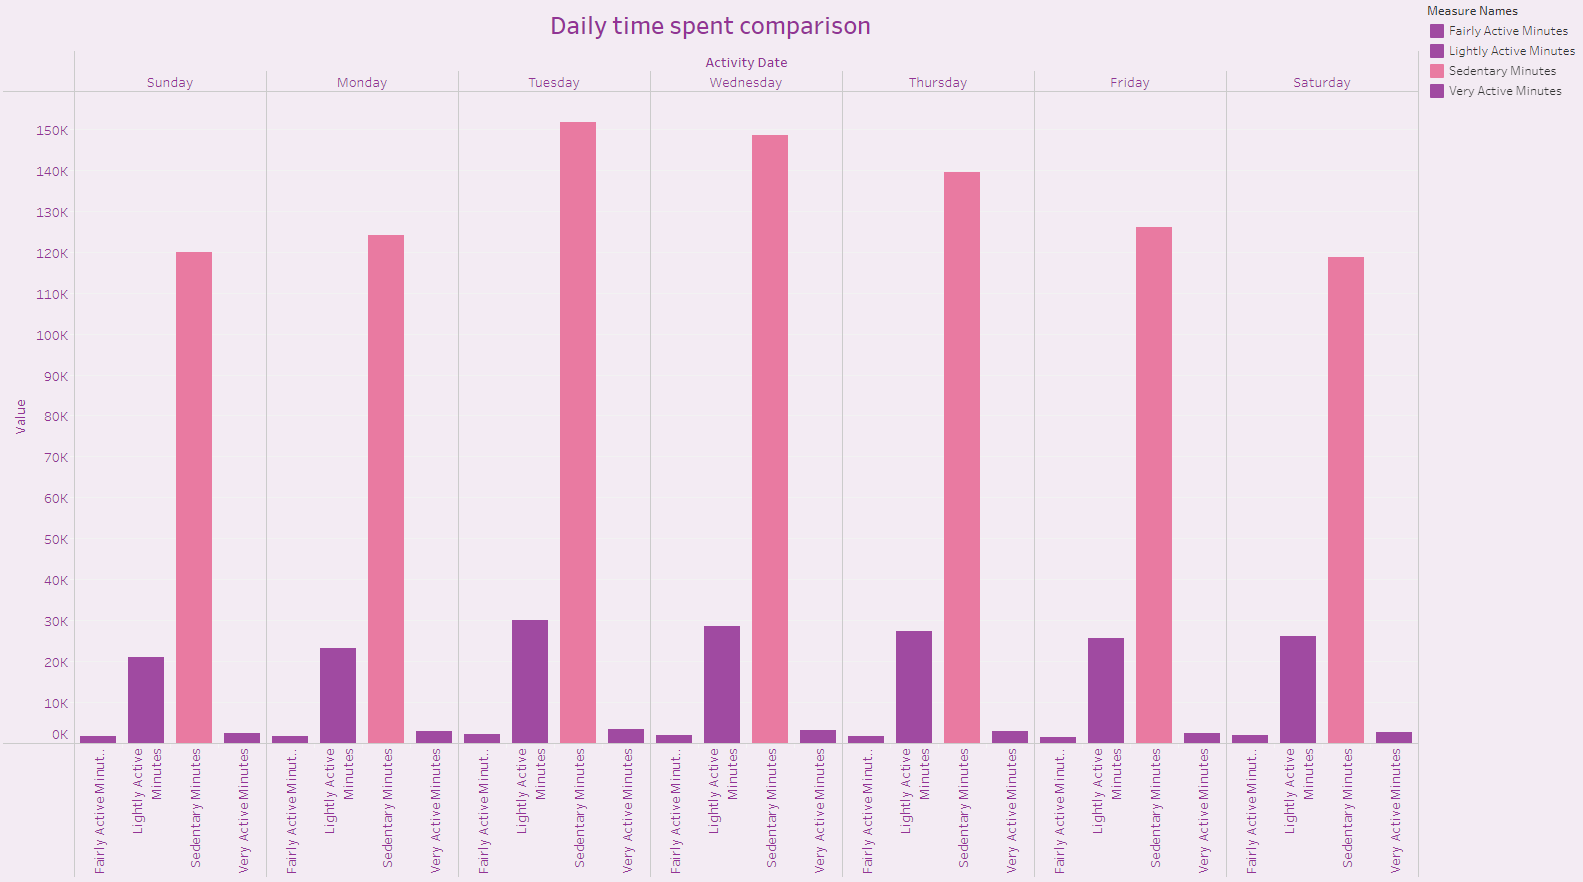 Daily time spent comparison
Measure Names
Fairly Active Minutes
Lightly Active Minutes
Sedentary Minutes
Very Active Minutes
Activity Date
Sunday
Monday
Tuesday
Wednesday
Thursday
Friday
Saturday
Value
150K
140K
130K
120K
110K
100K
90K
80K
70K
60K
50K
40K
30K
20K
10K
0K
Fairly Active Minut..
Lightly Active
Minutes
Sedentary Minutes
Very Active Minutes
Fairly Active Minut..
Lightly Active
Minutes
Sedentary Minutes
Very Active Minutes
Fairly Active Minut..
Lightly Active
Minutes
Sedentary Minutes
Very Active Minutes
Fairly Active Minut..
Lightly Active
Minutes
Sedentary Minutes
Very Active Minutes
Fairly Active Minut..
Lightly Active
Minutes
Sedentary Minutes
Very Active Minutes
Fairly Active Minut..
Lightly Active
Minutes
Sedentary Minutes
Very Active Minutes
Fairly Active Minut..
Lightly Active
Minutes
Sedentary Minutes
Very Active Minutes